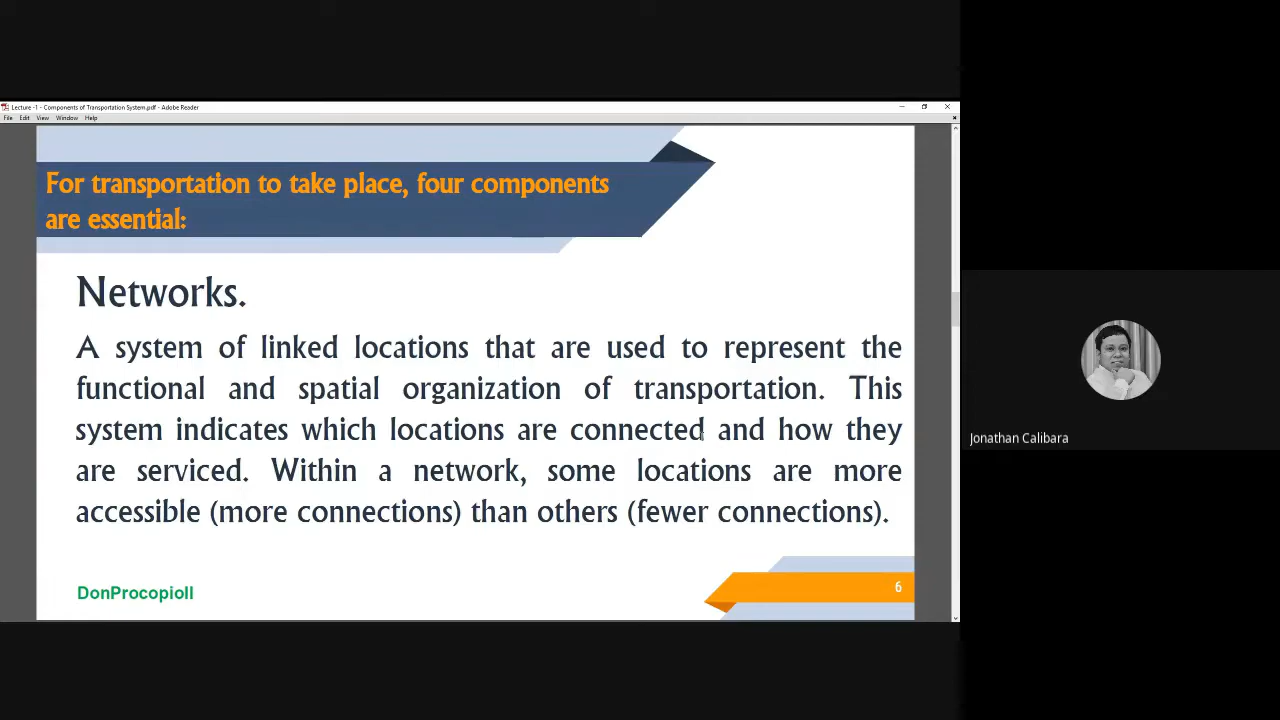 Lecture -1 - Components of Transportation System.pdf - Adobe Reader
File Edit View Window Help
For transportation to take place, four components
are essential:
Networks.
A system of linked locations that are used to represent the
functional and spatial organization of transportation. This
system indicates which locations are connected and how they
are serviced. Within a network, some locations are more
accessible (more connections) than others (fewer connections).
DonProcopioII
6
Jonathan Calibara